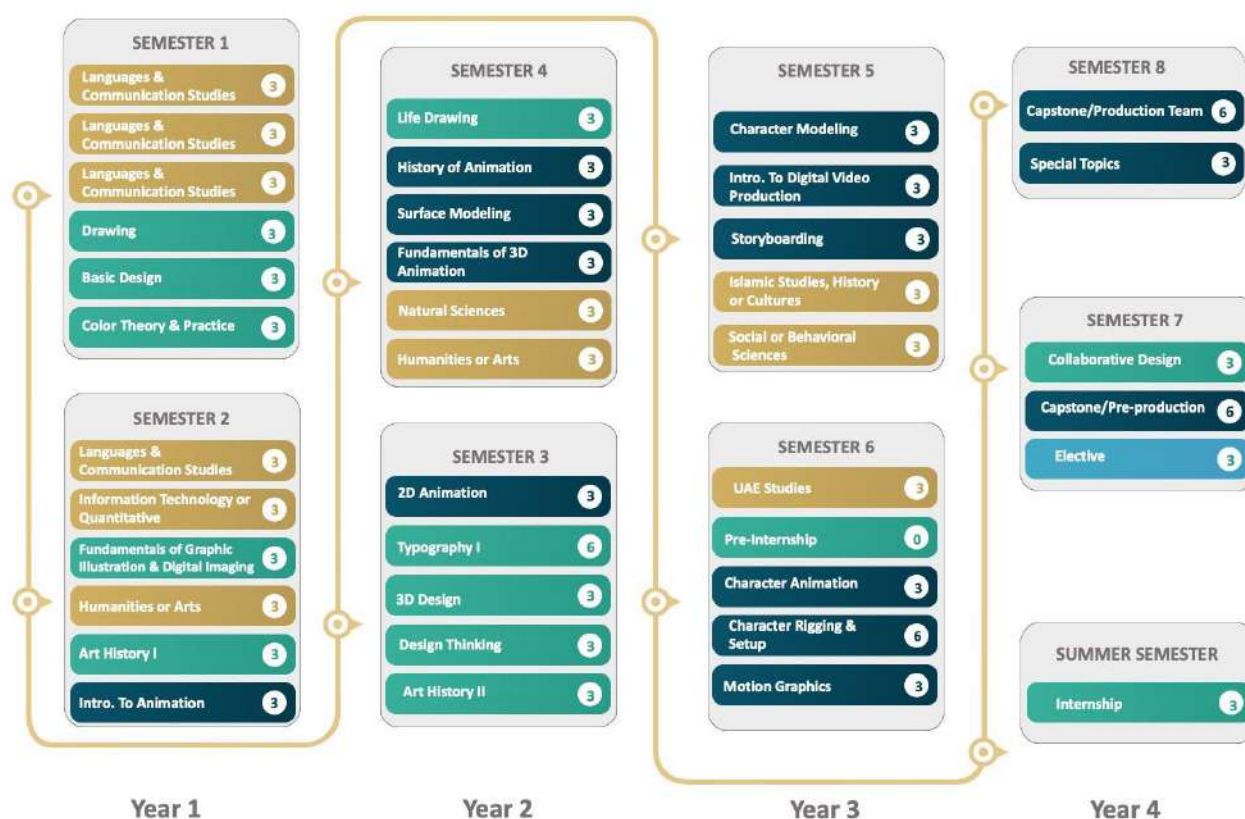 SEMESTER 1
Languages &
Communication Studies
3
Languages &
Communication Studies
3
Languages &
Communication Studies
3
Drawing
3
Basic Design
3
Color Theory & Practice
3
SEMESTER 2
Languages &
Communication Studies
3
Information Technology or
Quantitative
3
Fundamentals of Graphic
Illustration & Digital Imaging
3
Humanities or Arts
3
Art History I
3
Intro. To Animation
3
Year 1
SEMESTER 4
Life Drawing
3
History of Animation
3
Surface Modeling
3
Fundamentals of 3D
Animation
3
Natural Sciences
3
Humanities or Arts
3
SEMESTER 3
2D Animation
3
Typography I
6
3D Design
3
Design Thinking
3
Art History II
3
Year 2
SEMESTER 5
Character Modeling
3
Intro. To Digital Video
Production
3
Storyboarding
3
Islamic Studies, History
or Cultures
3
Social or Behavioral
Sciences
3
SEMESTER 6
UAE Studies
3
Pre-Internship
0
Character Animation
3
Character Rigging &
Setup
6
Motion Graphics
3
Year 3
SEMESTER 8
Capstone/Production Team
6
Special Topics
3
SEMESTER 7
Collaborative Design
3
Capstone/Pre-production
6
Elective
3
SUMMER SEMESTER
Internship
3
Year 4